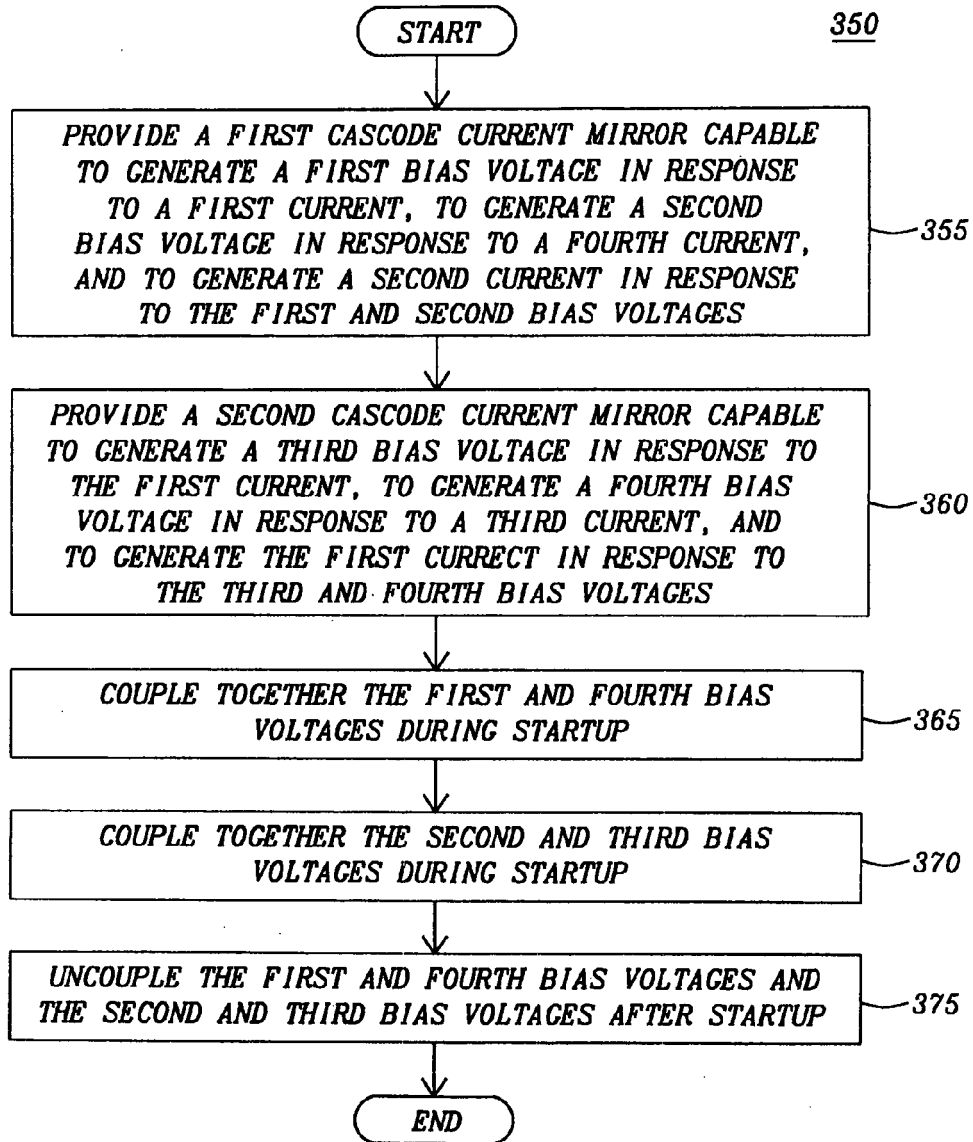 START
350
PROVIDE A FIRST CASCODE CURRENT MIRROR CAPABLE
TO GENERATE A FIRST BIAS VOLTAGE IN RESPONSE
TO A FIRST CURRENT, TO GENERATE A SECOND
BIAS VOLTAGE IN RESPONSE TO A FOURTH CURRENT,
AND TO GENERATE A SECOND CURRENT IN RESPONSE
TO THE FIRST AND SECOND BIAS VOLTAGES
355
PROVIDE A SECOND CASCODE CURRENT MIRROR CAPABLE
TO GENERATE A THIRD BIAS VOLTAGE IN RESPONSE TO
THE FIRST CURRENT, TO GENERATE A FOURTH BIAS
VOLTAGE IN RESPONSE TO A THIRD CURRENT, AND
TO GENERATE THE FIRST CURRECT IN RESPONSE TO
THE THIRD AND FOURTH BIAS VOLTAGES
360
COUPLE TOGETHER THE FIRST AND FOURTH BIAS
VOLTAGES DURING STARTUP
365
COUPLE TOGETHER THE SECOND AND THIRD BIAS
VOLTAGES DURING STARTUP
370
UNCOUPLE THE FIRST AND FOURTH BIAS VOLTAGES AND
THE SECOND AND THIRD BIAS VOLTAGES AFTER STARTUP
375
END